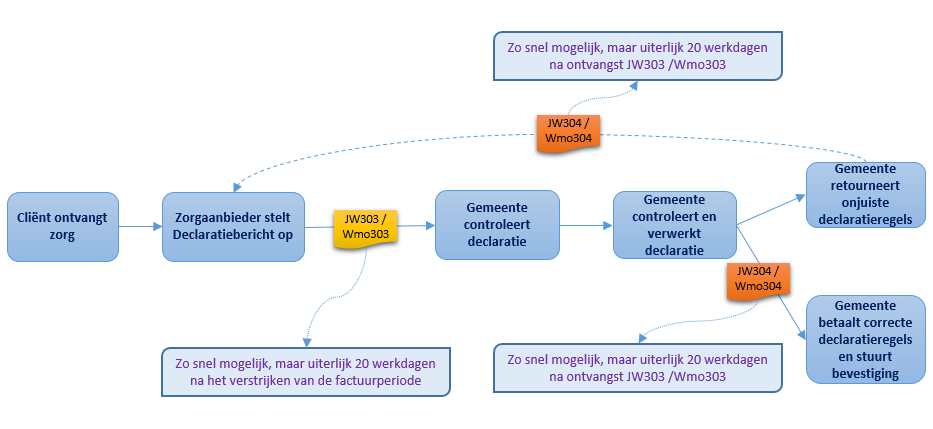 Zo snel mogelijk, maar uiterlijk 20 werkdagen
na ontvangst JW303 /Wmo303
JW304 /
Wmo304
Cliënt ontvangt
zorg
Zorgaanbieder stelt
Declaratiebericht op
JW303 /
Wmo303
Gemeente
controleert
declaratie
Gemeente
controleert en
verwerkt
declaratie
Gemeente
retourneert
onjuiste
declaratieregels
JW304 /
Wmo304
Gemeente
betaalt correcte
declaratieregels
en stuurt
bevestiging
Zo snel mogelijk, maar uiterlijk 20 werkdagen
na het verstrijken van de factuurperiode
Zo snel mogelijk, maar uiterlijk 20 werkdagen
na ontvangst JW303 /Wmo303